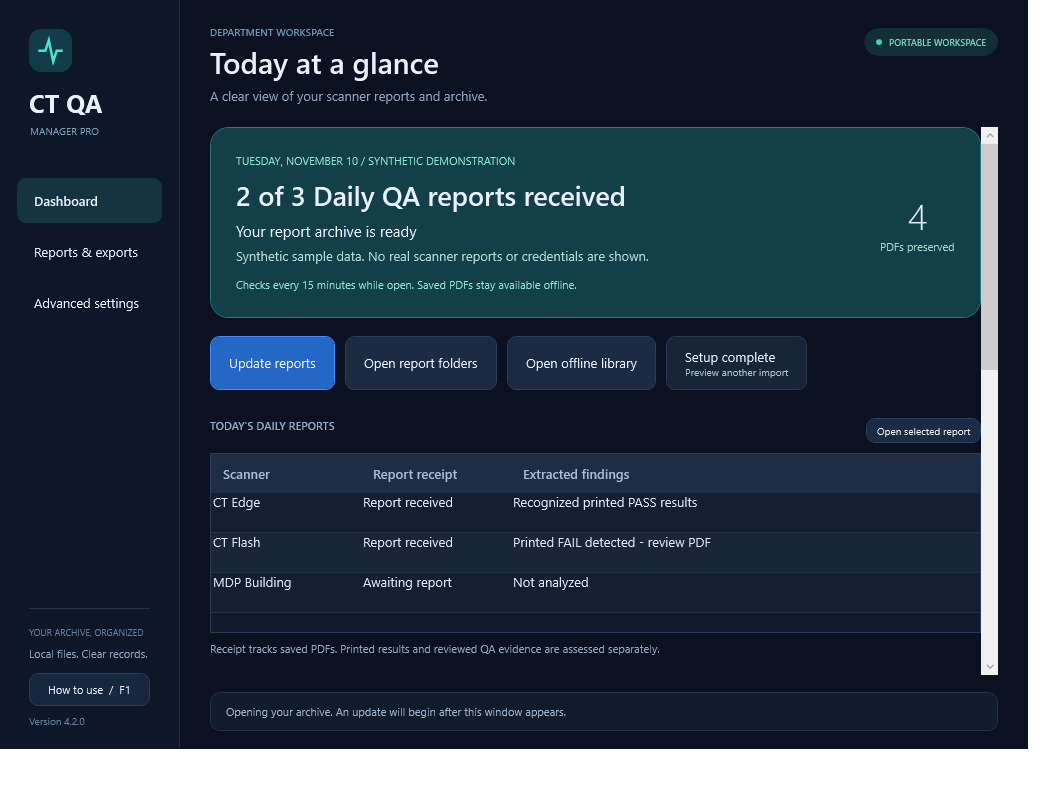 CT QA
MANAGER PRO
Dashboard
Reports & exports
Advanced settings
YOUR ARCHIVE, ORGANIZED
Local files. Clear records.
How to use / F1
Version 4.2.0
DEPARTMENT WORKSPACE
Today at a glance
A clear view of your scanner reports and archive.
PORTABLE WORKSPACE
TUESDAY, NOVEMBER 10 / SYNTHETIC DEMONSTRATION
2 of 3 Daily QA reports received
Your report archive is ready
Synthetic sample data. No real scanner reports or credentials are shown.
Checks every 15 minutes while open. Saved PDFs stay available offline.
4
PDFs preserved
Update reports
Open report folders
Open offline library
Setup complete
Preview another import
TODAY'S DAILY REPORTS
Open selected report
Scanner Report receipt Extracted findings
CT Edge Report received Recognized printed PASS results
CT Flash Report received Printed FAIL detected - review PDF
MDP Building Awaiting report Not analyzed
Receipt tracks saved PDFs. Printed results and reviewed QA evidence are assessed separately.
Opening your archive. An update will begin after this window appears.